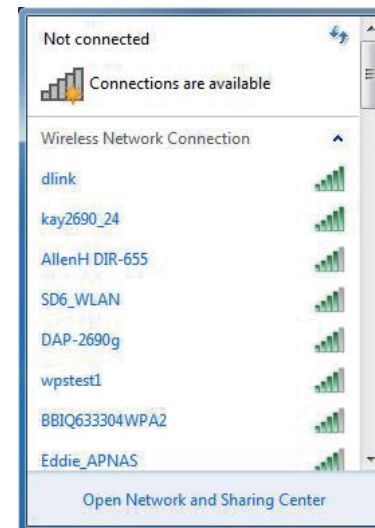 Not connected
Connections are available
Wireless Network Connection
dlink
kay2690_24
AllenH DIR-655
SD6_WLAN
DAP-2690g
wpstest1
BBIQ633304WPA2
Eddie_APNAS
Open Network and Sharing Center